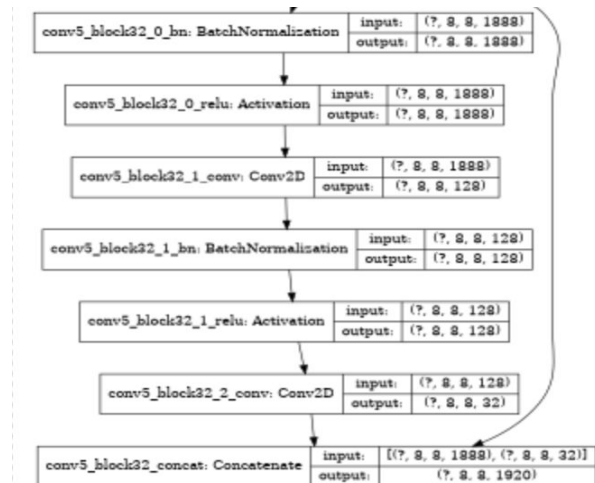 conv5_block32_0_bn: BatchNormalization
input: (?, 8, 8, 1888)
output: (?, 8, 8, 1888)
conv5_block32_0_relu: Activation
input: (?, 8, 8, 1888)
output: (?, 8, 8, 1888)
conv5_block32_1_conv: Conv2D
input: (?, 8, 8, 1888)
output: (?, 8, 8, 128)
conv5_block32_1_bn: BatchNormalization
input: (?, 8, 8, 128)
output: (?, 8, 8, 128)
conv5_block32_1_relu: Activation
input: (?, 8, 8, 128)
output: (?, 8, 8, 128)
conv5_block32_2_conv: Conv2D
input: (?, 8, 8, 128)
output: (?, 8, 8, 32)
conv5_block32_concat: Concatenate
input: [(?, 8, 8, 1888), (?, 8, 8, 32)]
output: (?, 8, 8, 1920)